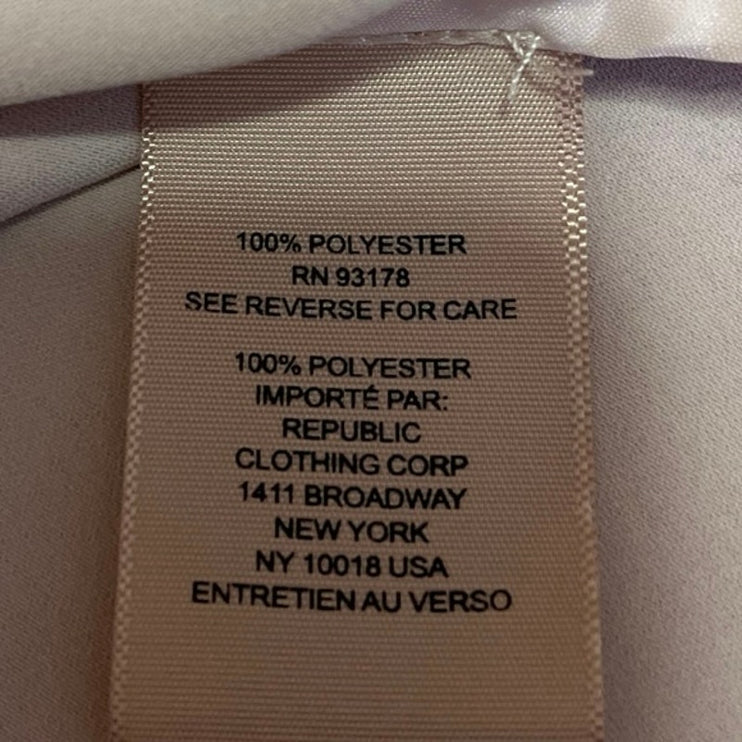 100% POLYESTER
RN 93178
SEE REVERSE FOR CARE
100% POLYESTER
IMPORTÉ PAR:
REPUBLIC
CLOTHING CORP
1411 BROADWAY
NEW YORK
NY 10018 USA
ENTRETIEN AU VERSO